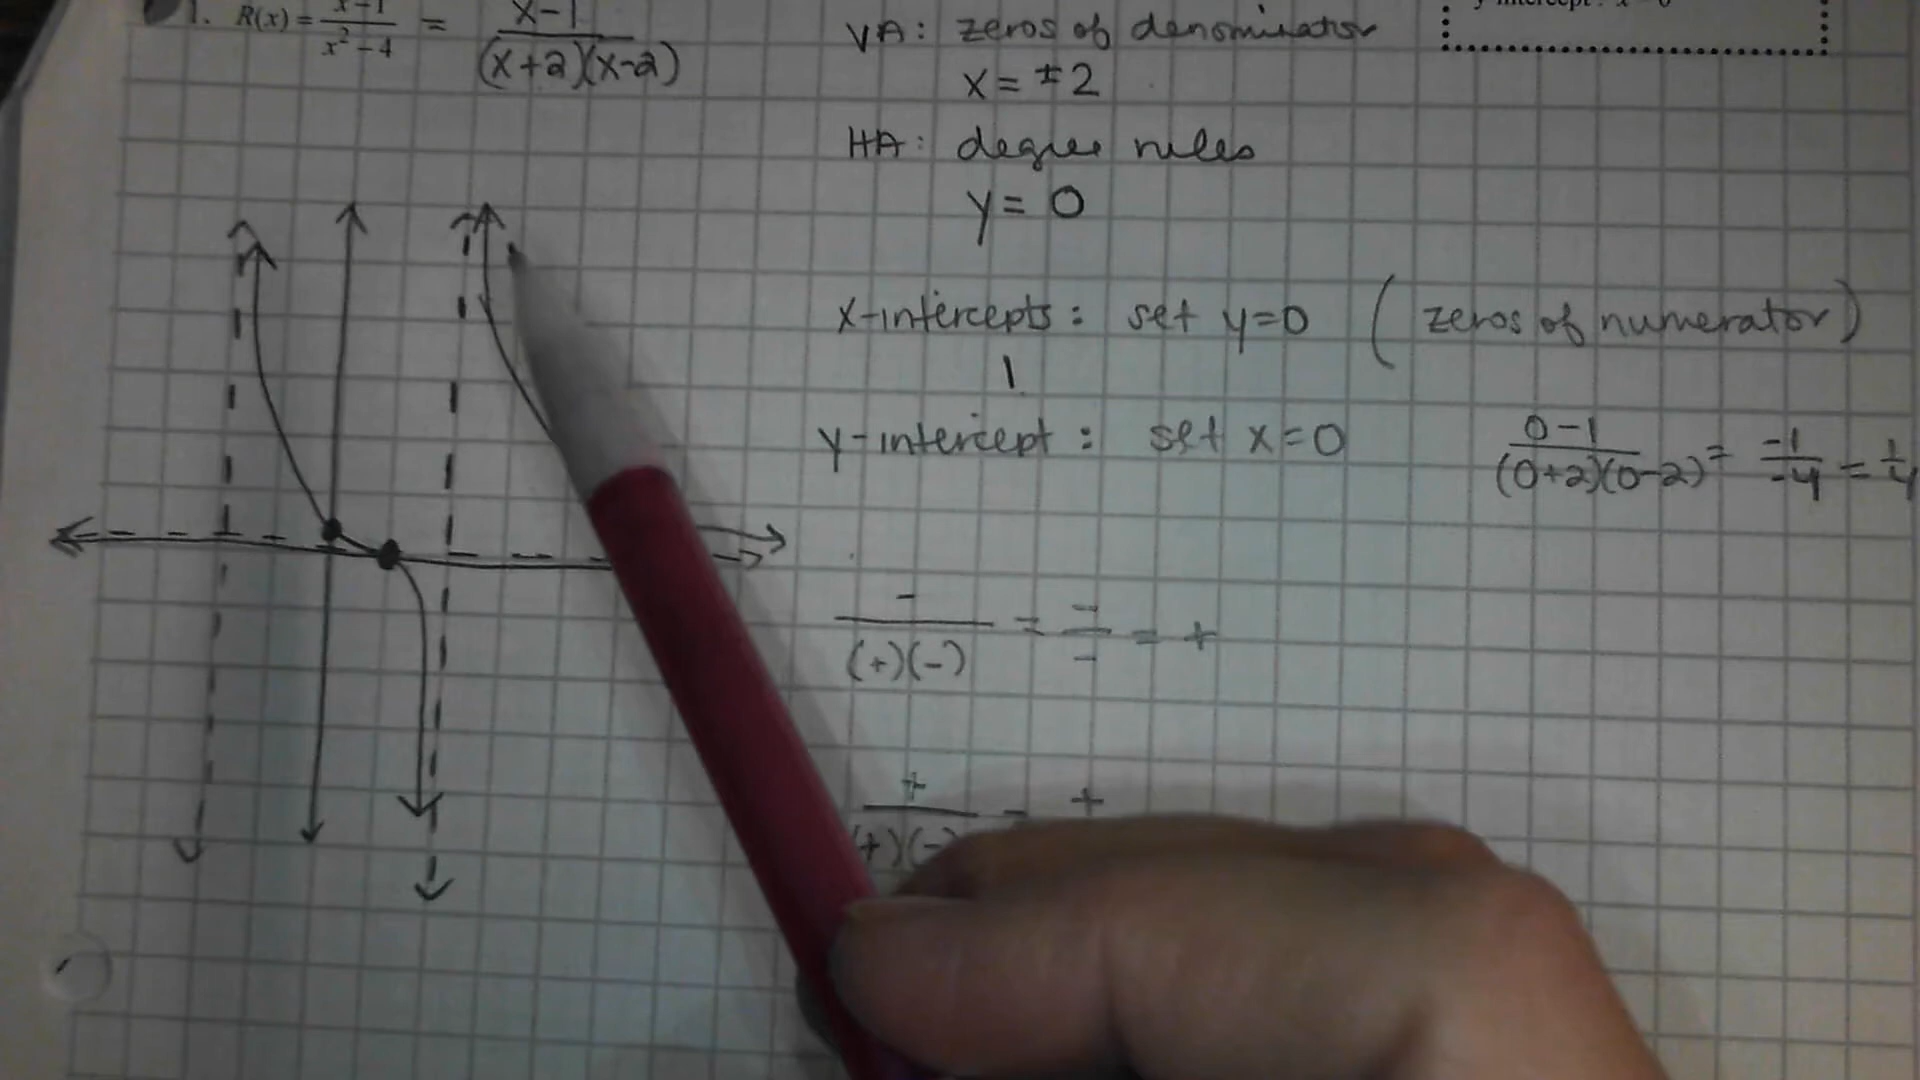 1. R(x) = x-1 / x² - 4 = x-1 / (x+2)(x-2)
VA: zeros of denominator
x = ±2
HA: degree rules
y = 0
x-intercepts: set y=0 (zeros of numerator)
1
y-intercept: set x=0 0-1 / (0+2)(0-2) = -1 / -4 = 1/4
- / (+)(-) = - / - = +
+ / (+)(- = +